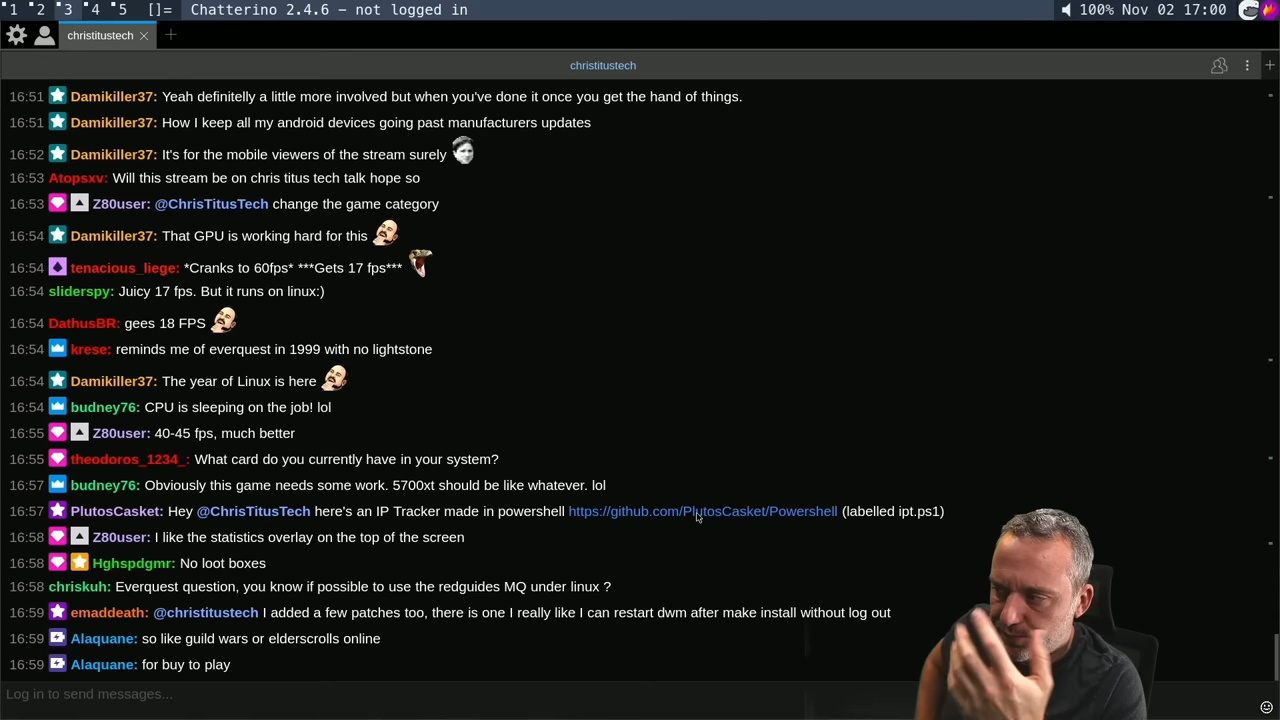 1 2 3 4 5 []= Chatterino 2.4.6 – not logged in 100% Nov 02 17:00
christitustech
christitustech
16:51 Damikiller37: Yeah definitelly a little more involved but when you've done it once you get the hand of things.
16:51 Damikiller37: How I keep all my android devices going past manufacturers updates
16:52 Damikiller37: It's for the mobile viewers of the stream surely
16:53 Atopsxv: Will this stream be on chris titus tech talk hope so
16:53 Z80user: @ChrisTitusTech change the game category
16:54 Damikiller37: That GPU is working hard for this
16:54 tenacious_liege: *Cranks to 60fps* ***Gets 17 fps***
16:54 sliderspy: Juicy 17 fps. But it runs on linux:)
16:54 DathusBR: gees 18 FPS
16:54 krese: reminds me of everquest in 1999 with no lightstone
16:54 Damikiller37: The year of Linux is here
16:54 budney76: CPU is sleeping on the job! lol
16:55 Z80user: 40-45 fps, much better
16:55 theodoros_1234_: What card do you currently have in your system?
16:57 budney76: Obviously this game needs some work. 5700xt should be like whatever. lol
16:57 PlutosCasket: Hey @ChrisTitusTech here's an IP Tracker made in powershell https://github.com/PlutosCasket/Powershell (labelled ipt.ps1)
16:58 Z80user: I like the statistics overlay on the top of the screen
16:58 Hghspdgmr: No loot boxes
16:58 chriskuh: Everquest question, you know if possible to use the redguides MQ under linux ?
16:59 emaddeath: @christitustech I added a few patches too, there is one I really like I can restart dwm after make install without log out
16:59 Alaquane: so like guild wars or elderscrolls online
16:59 Alaquane: for buy to play
Log in to send messages...